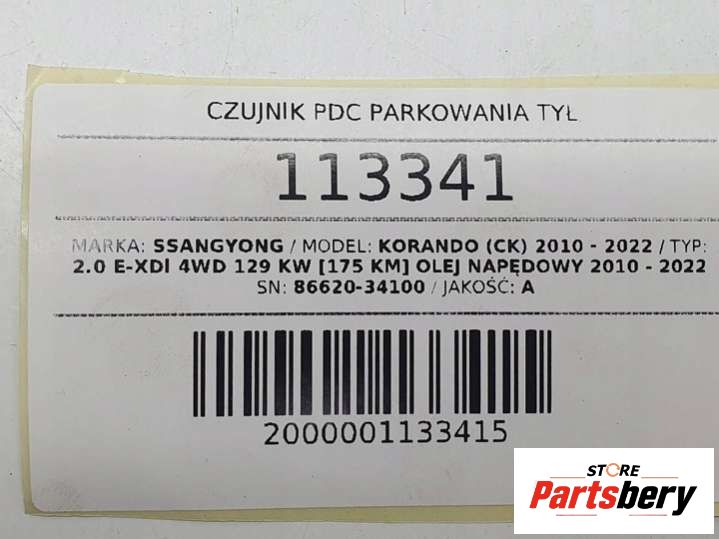 CZUJNIK PDC PARKOWANIA TYŁ
113341
MARKA: SSANGYONG / MODEL: KORANDO (CK) 2010 - 2022 / TYP:
2.0 E-XDI 4WD 129 KW [175 KM] OLEJ NAPĘDOWY 2010 - 2022
SN: 86620-34100 / JAKOŚĆ: A
2000001133415
STORE
Partsbery